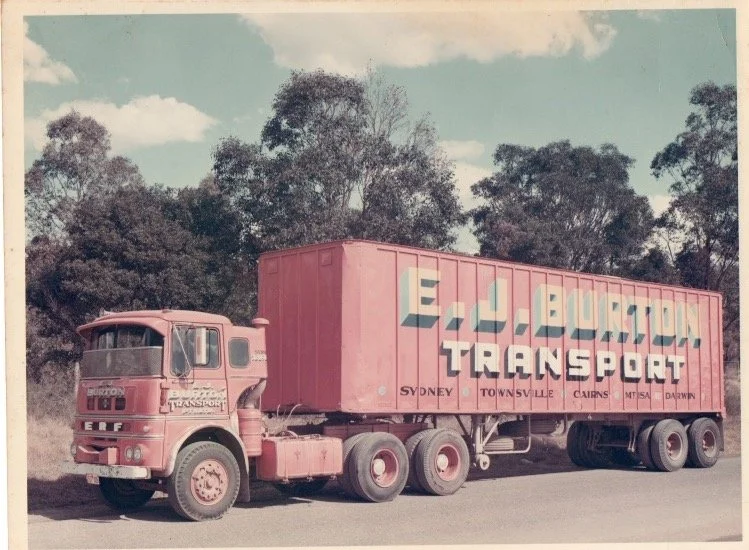 E.J. BURTON
TRANSPORT
SYDNEY TOWNSVILLE CAIRNS MT ISA DARWIN
BURTON
BURTON
TRANSPORT
ERF